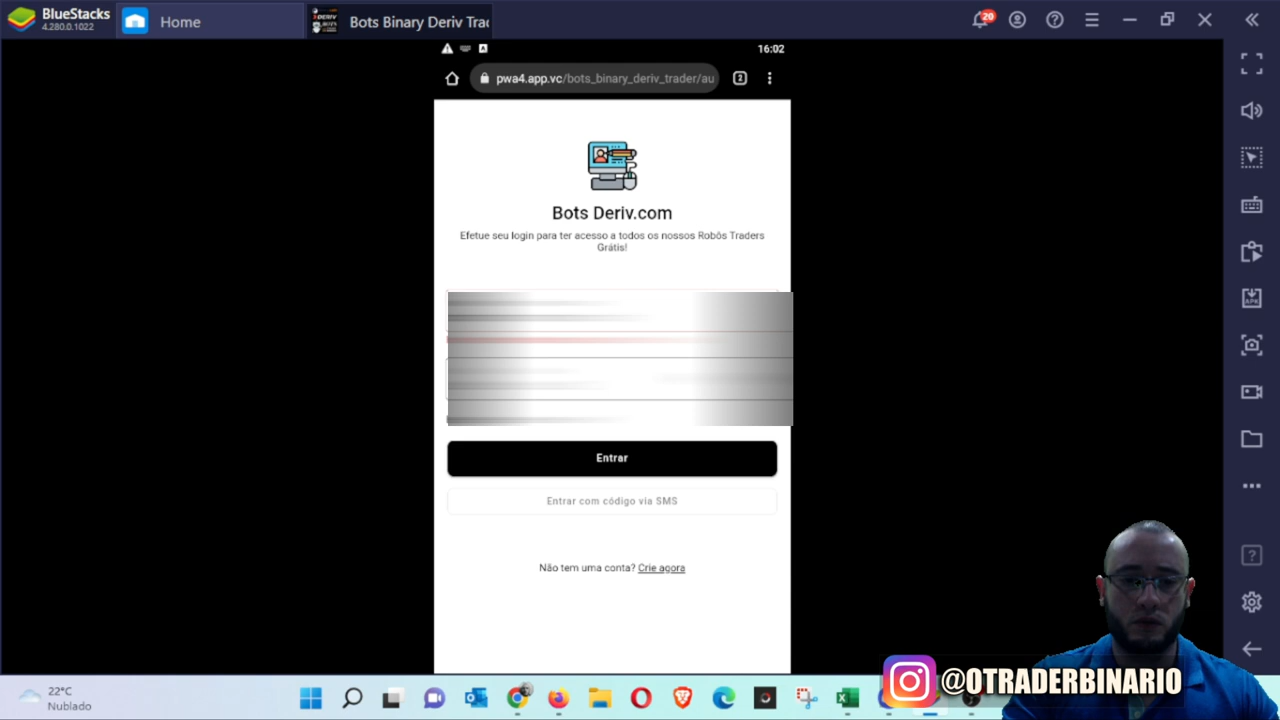 BlueStacks
4.280.0.1022
Home
Bots Binary Deriv Trac
20
16:02
pwa4.app.vc/bots_binary_deriv_trader/au
2
Bots Deriv.com
Efetue seu login para ter acesso a todos os nossos Robôs Traders
Grátis!
Entrar
Entrar com código via SMS
Não tem uma conta? Crie agora
@OTRADERBINARIO
22°C
Nublado